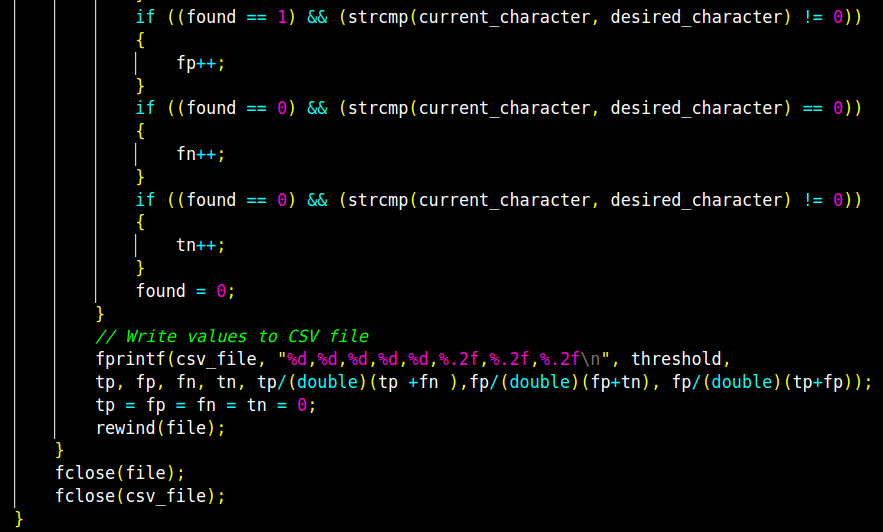 }
if ((found == 1) && (strcmp(current_character, desired_character) != 0))
{
fp++;
}
if ((found == 0) && (strcmp(current_character, desired_character) == 0))
{
fn++;
}
if ((found == 0) && (strcmp(current_character, desired_character) != 0))
{
tn++;
}
found = 0;
}
// Write values to CSV file
fprintf(csv_file, "%d,%d,%d,%d,%d,%.2f,%.2f,%.2f\n", threshold,
tp, fp, fn, tn, tp/(double)(tp +fn ),fp/(double)(fp+tn), fp/(double)(tp+fp));
tp = fp = fn = tn = 0;
rewind(file);
}
fclose(file);
fclose(csv_file);
}